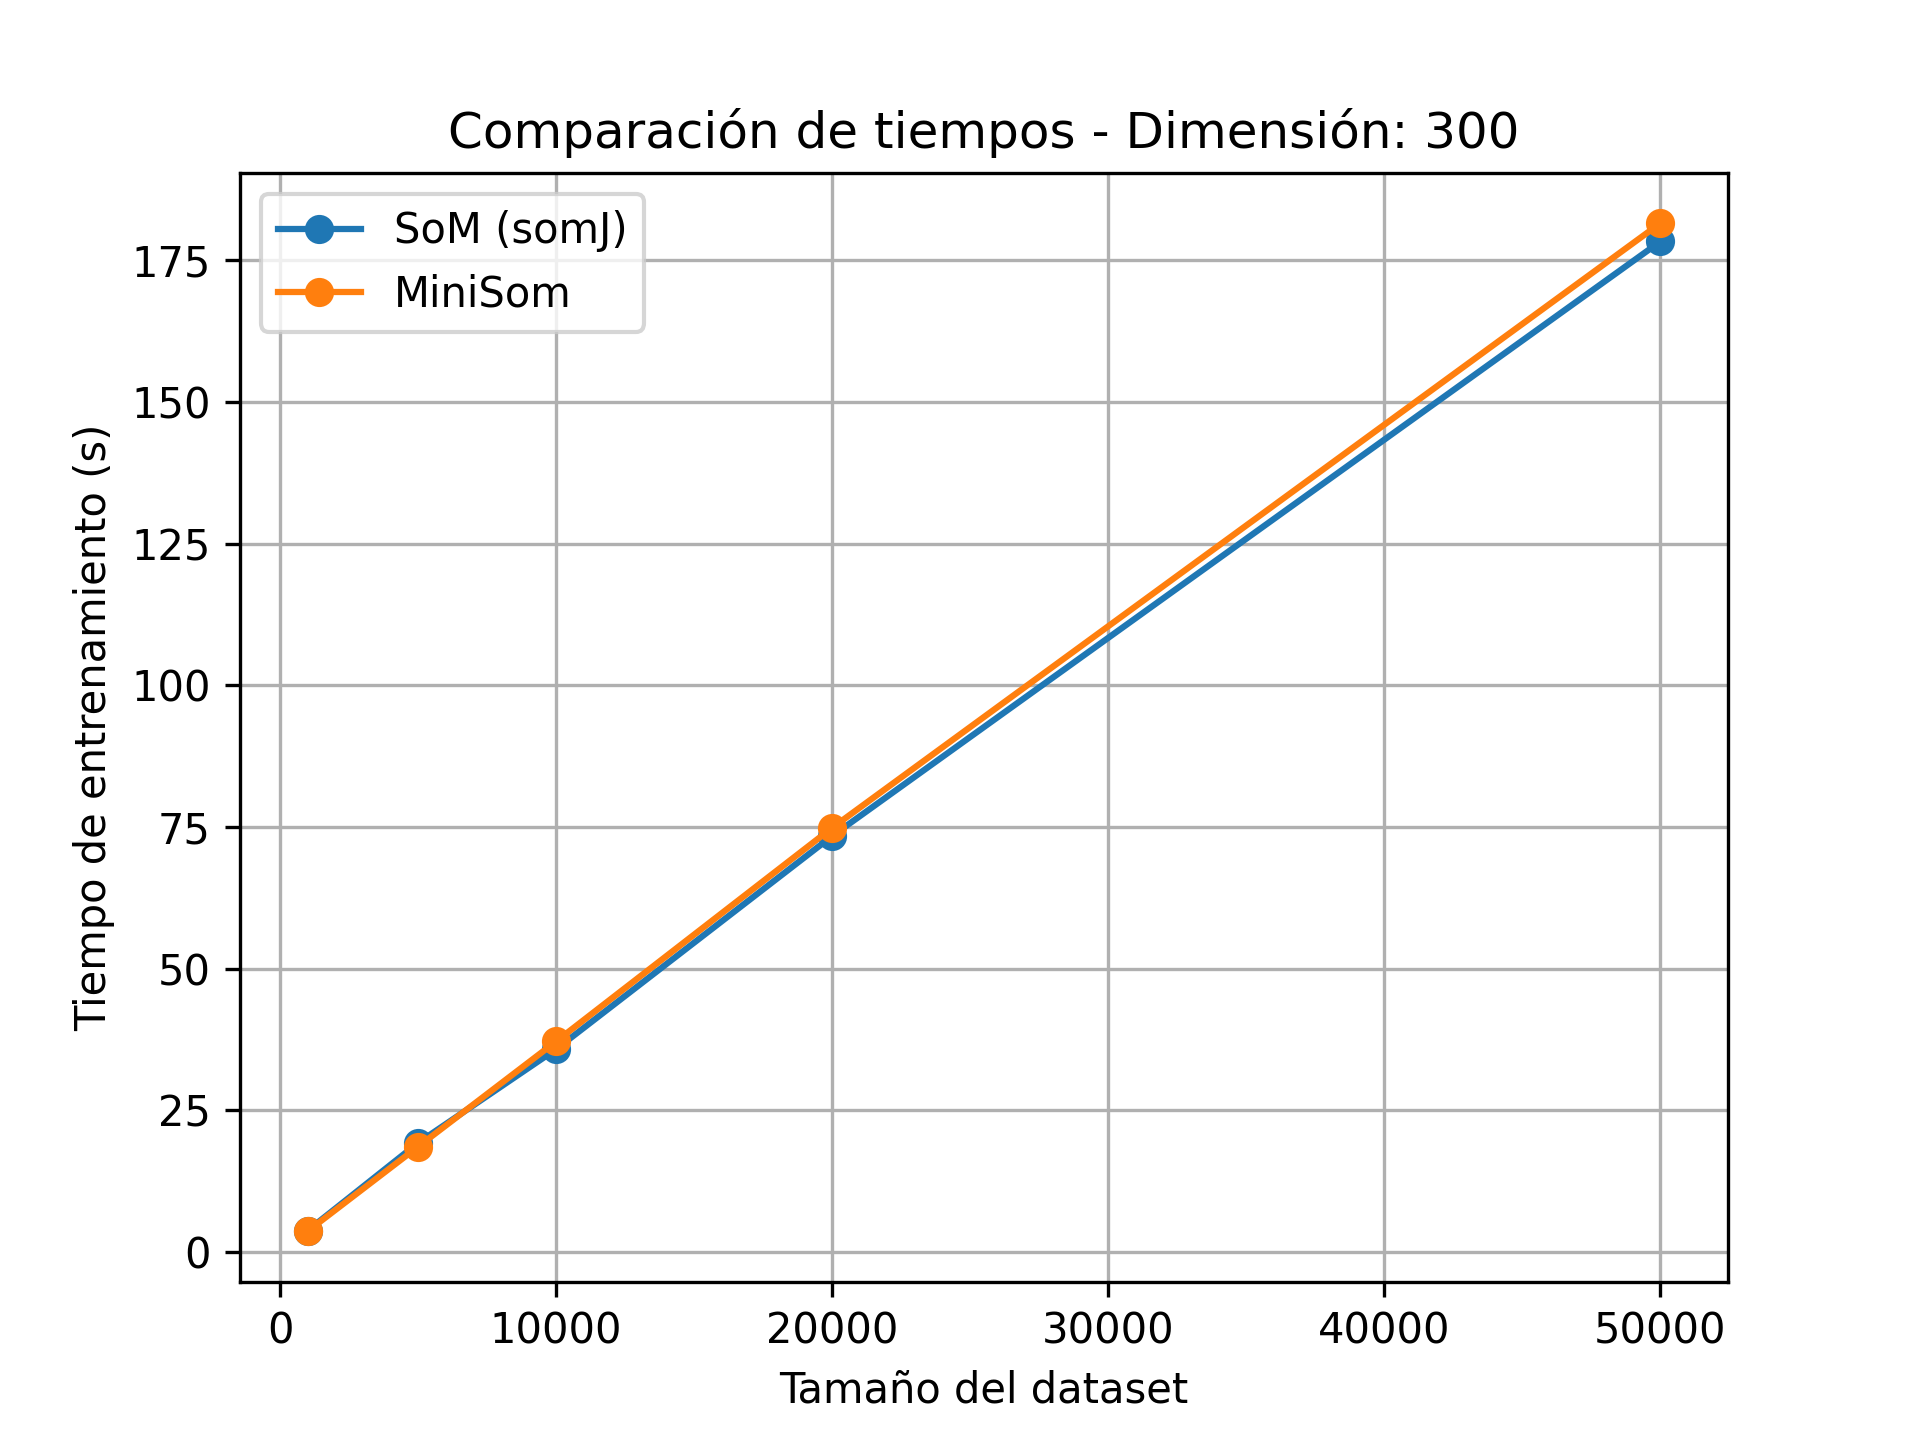 Comparación de tiempos - Dimensión: 300
SoM (somJ)
MiniSom
Tiempo de entrenamiento (s)
175
150
125
100
75
50
25
0
0 10000 20000 30000 40000 50000
Tamaño del dataset